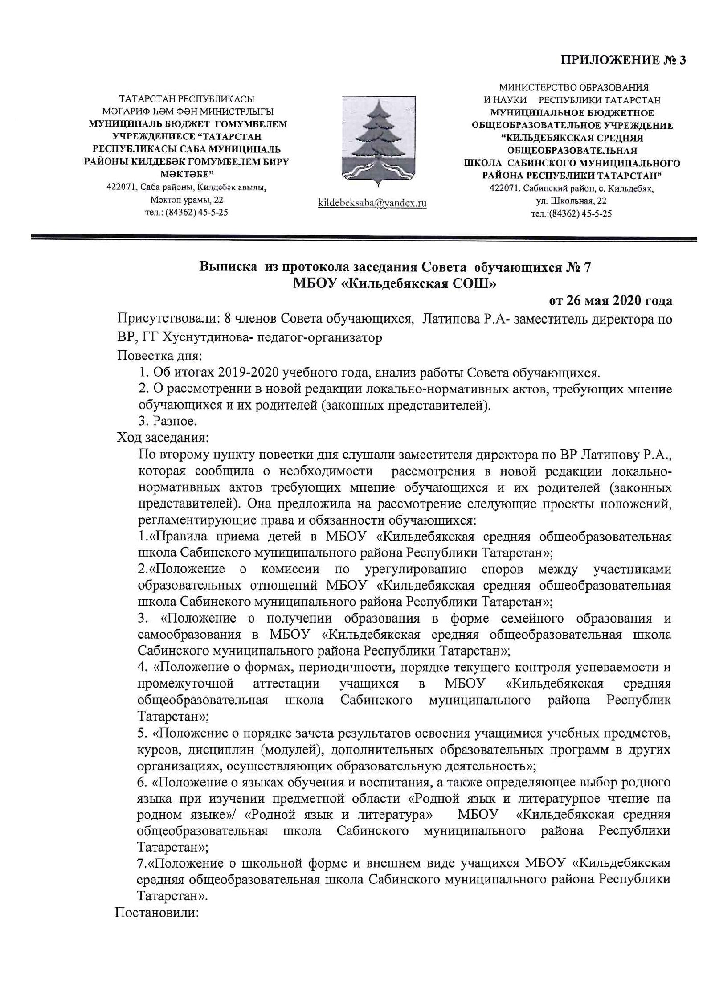 ПРИЛОЖЕНИЕ № 3
ТАТАРСТАН РЕСПУБЛИКАСЫ
МӘГАРИФ ҺӘМ ФӘН МИНИСТРЛЫГЫ
МУНИЦИПАЛЬ БЮДЖЕТ ГОМУМБЕЛЕМ
УЧРЕЖДЕНИЕСЕ “ТАТАРСТАН
РЕСПУБЛИКАСЫ САБА МУНИЦИПАЛЬ
РАЙОНЫ КИЛДЕБӘК ГОМУМБЕЛЕМ БИРҮ
МӘКТӘБЕ”
422071, Саба районы, Килдебәк авылы,
Мәктәп урамы, 22
тел.: (84362) 45-5-25
kildebeksaba@yandex.ru
МИНИСТЕРСТВО ОБРАЗОВАНИЯ
И НАУКИ РЕСПУБЛИКИ ТАТАРСТАН
МУНИЦИПАЛЬНОЕ БЮДЖЕТНОЕ
ОБЩЕОБРАЗОВАТЕЛЬНОЕ УЧРЕЖДЕНИЕ
“КИЛЬДЕБЯКСКАЯ СРЕДНЯЯ
ОБЩЕОБРАЗОВАТЕЛЬНАЯ
ШКОЛА САБИНСКОГО МУНИЦИПАЛЬНОГО
РАЙОНА РЕСПУБЛИКИ ТАТАРСТАН”
422071. Сабинский район, с. Кильдебяк,
ул. Школьная, 22
тел.:(84362) 45-5-25
Выписка из протокола заседания Совета обучающихся № 7
МБОУ «Кильдебякская СОШ»
от 26 мая 2020 года
Присутствовали: 8 членов Совета обучающихся, Латипова Р.А- заместитель директора по
ВР, ГГ Хуснутдинова- педагог-организатор
Повестка дня:
1. Об итогах 2019-2020 учебного года, анализ работы Совета обучающихся.
2. О рассмотрении в новой редакции локально-нормативных актов, требующих мнение
обучающихся и их родителей (законных представителей).
3. Разное.
Ход заседания:
По второму пункту повестки дня слушали заместителя директора по ВР Латипову Р.А.,
которая сообщила о необходимости рассмотрения в новой редакции локально-
нормативных актов требующих мнение обучающихся и их родителей (законных
представителей). Она предложила на рассмотрение следующие проекты положений,
регламентирующие права и обязанности обучающихся:
1.«Правила приема детей в МБОУ «Кильдебякская средняя общеобразовательная
школа Сабинского муниципального района Республики Татарстан»;
2.«Положение о комиссии по урегулированию споров между участниками
образовательных отношений МБОУ «Кильдебякская средняя общеобразовательная
школа Сабинского муниципального района Республики Татарстан»;
3. «Положение о получении образования в форме семейного образования и
самообразования в МБОУ «Кильдебякская средняя общеобразовательная школа
Сабинского муниципального района Республики Татарстан»;
4. «Положение о формах, периодичности, порядке текущего контроля успеваемости и
промежуточной аттестации учащихся в МБОУ «Кильдебякская средняя
общеобразовательная школа Сабинского муниципального района Республик
Татарстан»;
5. «Положение о порядке зачета результатов освоения учащимися учебных предметов,
курсов, дисциплин (модулей), дополнительных образовательных программ в других
организациях, осуществляющих образовательную деятельность»;
6. «Положение о языках обучения и воспитания, а также определяющее выбор родного
языка при изучении предметной области «Родной язык и литературное чтение на
родном языке»/ «Родной язык и литература» МБОУ «Кильдебякская средняя
общеобразовательная школа Сабинского муниципального района Республики
Татарстан»;
7.«Положение о школьной форме и внешнем виде учащихся МБОУ «Кильдебякская
средняя общеобразовательная школа Сабинского муниципального района Республики
Татарстан».
Постановили: